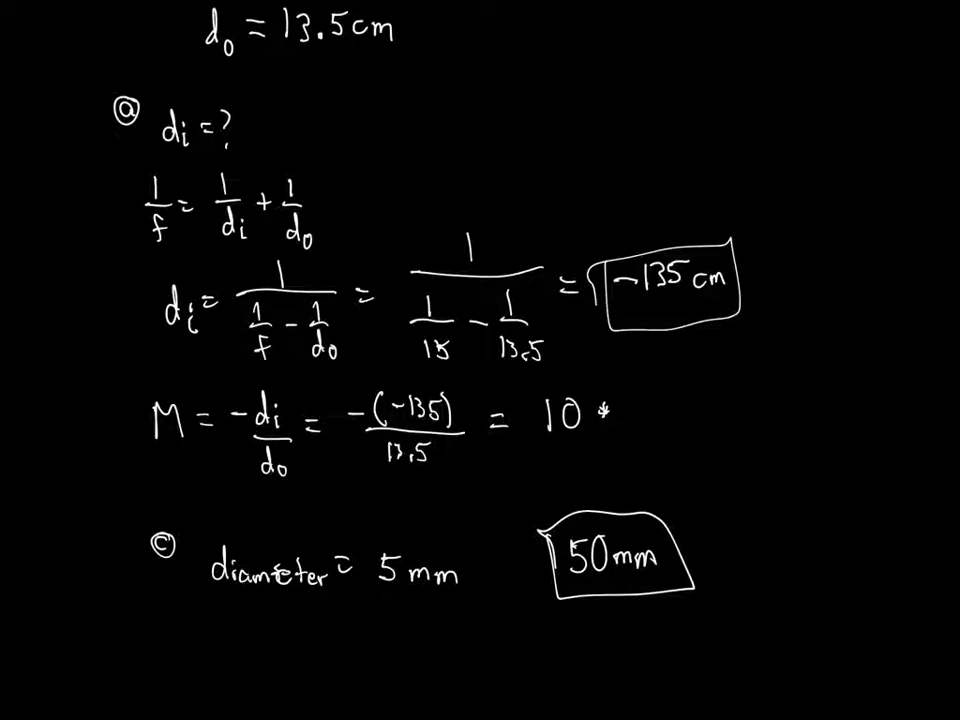 d₀ = 13.5cm
ⓐ di = ?
1/f = 1/di + 1/d₀
di = 1/(1/f - 1/d₀) = 1/(1/15 - 1/13.5) = -135 cm
M = -di/d₀ = -(-135)/13.5 = 10 *
ⓒ diameter = 5 mm 50mm